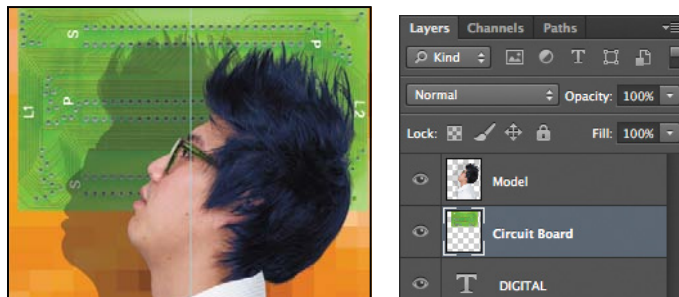 S
P
L1
P
L2
S
Layers Channels Paths
Kind
T
Normal Opacity: 100%
Lock: Fill: 100%
Model
Circuit Board
T DIGITAL